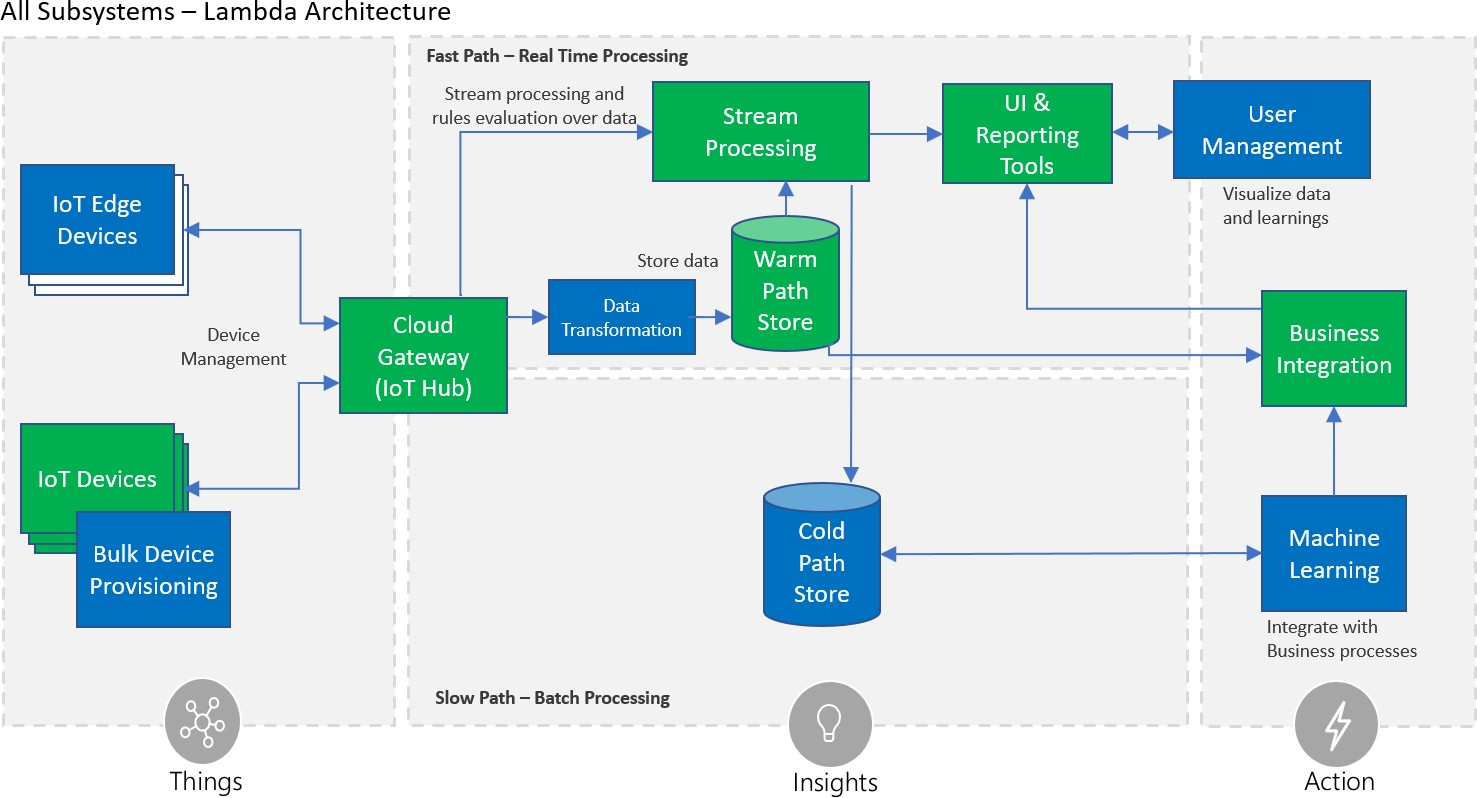 All Subsystems – Lambda Architecture
Fast Path – Real Time Processing
Stream processing and
rules evaluation over data
Stream
Processing
UI &
Reporting
Tools
User
Management
Visualize data
and learnings
IoT Edge
Devices
Store data
Warm
Path
Store
Data
Transformation
Device
Management
Cloud
Gateway
(IoT Hub)
Business
Integration
IoT Devices
Bulk Device
Provisioning
Cold
Path
Store
Machine
Learning
Integrate with
Business processes
Slow Path – Batch Processing
Things
Insights
Action